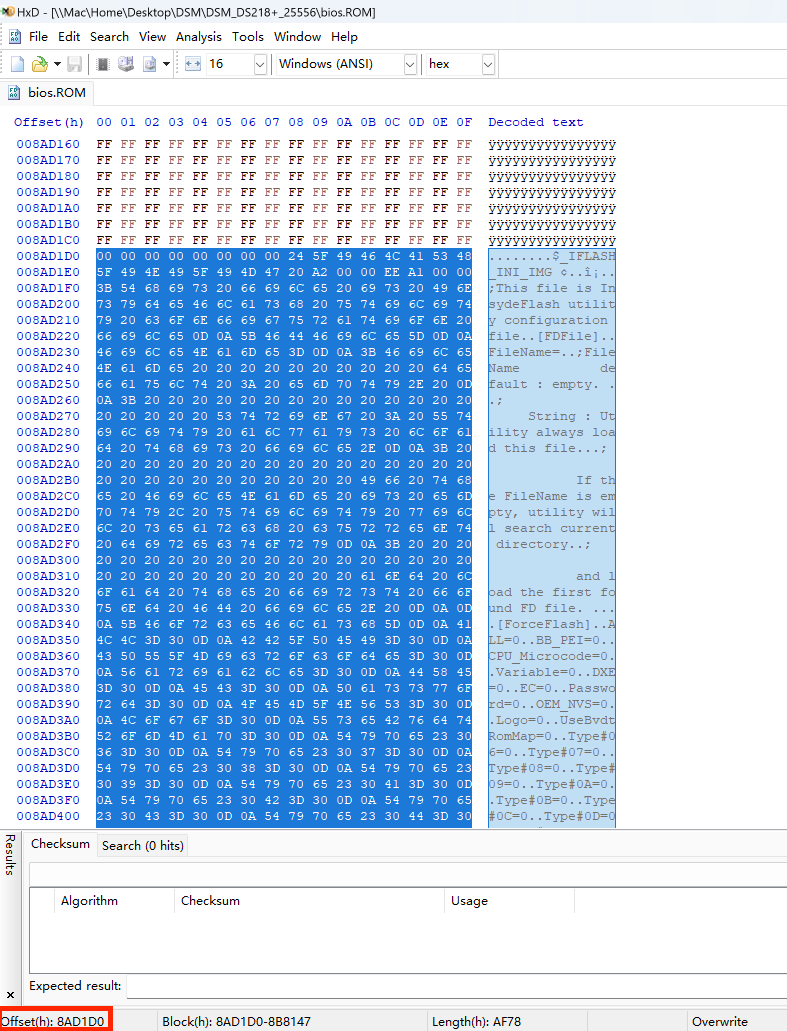 HxD - [\\Mac\Home\Desktop\DSM\DSM_DS218+_25556\bios.ROM]
File Edit Search View Analysis Tools Window Help
16 Windows (ANSI) hex
bios.ROM
Offset(h) 00 01 02 03 04 05 06 07 08 09 0A 0B 0C 0D 0E 0F Decoded text
008AD160 FF FF FF FF FF FF FF FF FF FF FF FF FF FF FF FF ÿÿÿÿÿÿÿÿÿÿÿÿÿÿÿÿ
008AD170 FF FF FF FF FF FF FF FF FF FF FF FF FF FF FF FF ÿÿÿÿÿÿÿÿÿÿÿÿÿÿÿÿ
008AD180 FF FF FF FF FF FF FF FF FF FF FF FF FF FF FF FF ÿÿÿÿÿÿÿÿÿÿÿÿÿÿÿÿ
008AD190 FF FF FF FF FF FF FF FF FF FF FF FF FF FF FF FF ÿÿÿÿÿÿÿÿÿÿÿÿÿÿÿÿ
008AD1A0 FF FF FF FF FF FF FF FF FF FF FF FF FF FF FF FF ÿÿÿÿÿÿÿÿÿÿÿÿÿÿÿÿ
008AD1B0 FF FF FF FF FF FF FF FF FF FF FF FF FF FF FF FF ÿÿÿÿÿÿÿÿÿÿÿÿÿÿÿÿ
008AD1C0 FF FF FF FF FF FF FF FF FF FF FF FF FF FF FF FF ÿÿÿÿÿÿÿÿÿÿÿÿÿÿÿÿ
008AD1D0 00 00 00 00 00 00 00 00 24 5F 49 46 4C 41 53 48 ........$_IFLASH
008AD1E0 5F 49 4E 49 5F 49 4D 47 20 A2 00 00 EE A1 00 00 _INI_IMG ¢..î¡..
008AD1F0 3B 54 68 69 73 20 66 69 6C 65 20 69 73 20 49 6E ;This file is In
008AD200 73 79 64 65 46 6C 61 73 68 20 75 74 69 6C 69 74 sydeFlash utilit
008AD210 79 20 63 6F 6E 66 69 67 75 72 61 74 69 6F 6E 20 y configuration
008AD220 66 69 6C 65 0D 0A 5B 46 44 46 69 6C 65 5D 0D 0A file..[FDFile]..
008AD230 46 69 6C 65 4E 61 6D 65 3D 0D 0A 3B 46 69 6C 65 FileName=..;File
008AD240 4E 61 6D 65 20 20 20 20 20 20 20 20 20 20 64 65 Name          de
008AD250 66 61 75 6C 74 20 3A 20 65 6D 70 74 79 2E 20 0D fault : empty. .
008AD260 0A 3B 20 20 20 20 20 20 20 20 20 20 20 20 20 20 .;
008AD270 20 20 20 20 20 53 74 72 69 6E 67 20 3A 20 55 74      String : Ut
008AD280 69 6C 69 74 79 20 61 6C 77 61 79 73 20 6C 6F 61 ility always loa
008AD290 64 20 74 68 69 73 20 66 69 6C 65 2E 0D 0A 3B 20 d this file...;
008AD2A0 20 20 20 20 20 20 20 20 20 20 20 20 20 20 20 20
008AD2B0 20 20 20 20 20 20 20 20 20 20 20 49 66 20 74 68            If th
008AD2C0 65 20 46 69 6C 65 4E 61 6D 65 20 69 73 20 65 6D e FileName is em
008AD2D0 70 74 79 2C 20 75 74 69 6C 69 74 79 20 77 69 6C pty, utility wil
008AD2E0 6C 20 73 65 61 72 63 68 20 63 75 72 72 65 6E 74 l search current
008AD2F0 20 64 69 72 65 63 74 6F 72 79 0D 0A 3B 20 20 20  directory..;
008AD300 20 20 20 20 20 20 20 20 20 20 20 20 20 20 20 20
008AD310 20 20 20 20 20 20 20 20 20 20 20 61 6E 64 20 6C            and l
008AD320 6F 61 64 20 74 68 65 20 66 69 72 73 74 20 66 6F oad the first fo
008AD330 75 6E 64 20 46 44 20 66 69 6C 65 2E 20 0D 0A 0D und FD file. ...
008AD340 0A 5B 46 6F 72 63 65 46 6C 61 73 68 5D 0D 0A 41 .[ForceFlash]..A
008AD350 4C 4C 3D 30 0D 0A 42 42 5F 50 45 49 3D 30 0D 0A LL=0..BB_PEI=0..
008AD360 43 50 55 5F 4D 69 63 72 6F 63 6F 64 65 3D 30 0D CPU_Microcode=0.
008AD370 0A 56 61 72 69 61 62 6C 65 3D 30 0D 0A 44 58 45 .Variable=0..DXE
008AD380 3D 30 0D 0A 45 43 3D 30 0D 0A 50 61 73 73 77 6F =0..EC=0..Passwo
008AD390 72 64 3D 30 0D 0A 4F 45 4D 5F 4E 56 53 3D 30 0D rd=0..OEM_NVS=0.
008AD3A0 0A 4C 6F 67 6F 3D 30 0D 0A 55 73 65 42 76 64 74 .Logo=0..UseBvdt
008AD3B0 52 6F 6D 4D 61 70 3D 30 0D 0A 54 79 70 65 23 30 RomMap=0..Type#0
008AD3C0 36 3D 30 0D 0A 54 79 70 65 23 30 37 3D 30 0D 0A 6=0..Type#07=0..
008AD3D0 54 79 70 65 23 30 38 3D 30 0D 0A 54 79 70 65 23 Type#08=0..Type#
008AD3E0 30 39 3D 30 0D 0A 54 79 70 65 23 30 41 3D 30 0D 09=0..Type#0A=0.
008AD3F0 0A 54 79 70 65 23 30 42 3D 30 0D 0A 54 79 70 65 .Type#0B=0..Type
008AD400 23 30 43 3D 30 0D 0A 54 79 70 65 23 30 44 3D 30 #0C=0..Type#0D=0
Results
Checksum Search (0 hits)
Algorithm Checksum Usage
Expected result:
Offset(h): 8AD1D0 Block(h): 8AD1D0-8B8147 Length(h): AF78 Overwrite